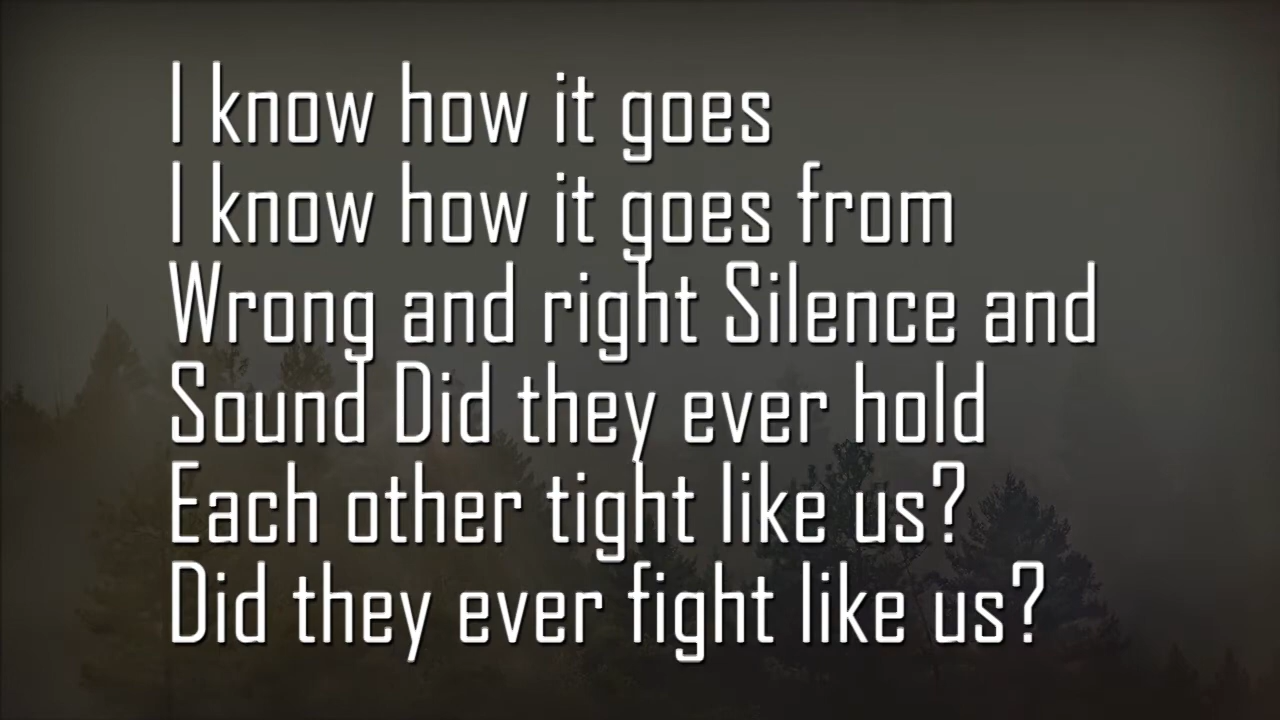 I know how it goes
I know how it goes from
Wrong and right Silence and
Sound Did they ever hold
Each other tight like us?
Did they ever fight like us?